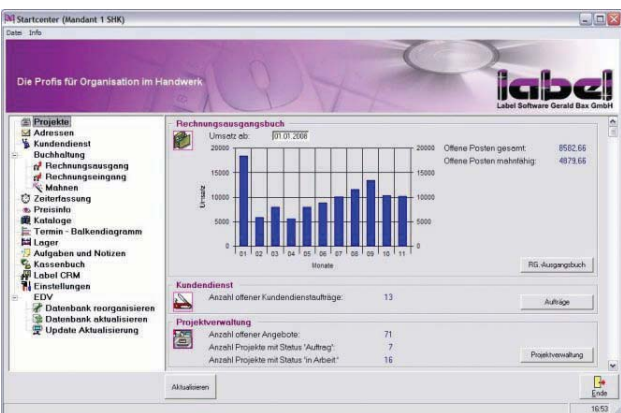 Startcenter (Mandant 1 SHK)
Datei Info
Die Profis für Organisation im Handwerk
label
Label Software Gerald Bax GmbH
Projekte
Adressen
Kundendienst
Buchhaltung
Rechnungsausgang
Rechnungseingang
Mahnen
Zeiterfassung
Preisinfo
Kataloge
Termin - Balkendiagramm
Lager
Aufgaben und Notizen
Kassenbuch
Label CRM
Einstellungen
EDV
Datenbank reorganisieren
Datenbank aktualisieren
Update Aktualisierung
Rechnungsausgangsbuch
Umsatz ab: 01.01.2008
20000 20000
15000 15000
10000 10000
5000 5000
0 0
Umsatz
01 02 03 04 05 06 07 08 09 10 11
Monate
Offene Posten gesamt: 8582,66
Offene Posten mahnfähig: 4879,66
RG.-Ausgangsbuch
Kundendienst
Anzahl offener Kundendienstaufträge: 13
Aufträge
Projektverwaltung
Anzahl offener Angebote: 71
Anzahl Projekte mit Status "Auftrag": 7
Anzahl Projekte mit Status "in Arbeit" 16
Projektverwaltung
Aktualisieren
Ende
16:53